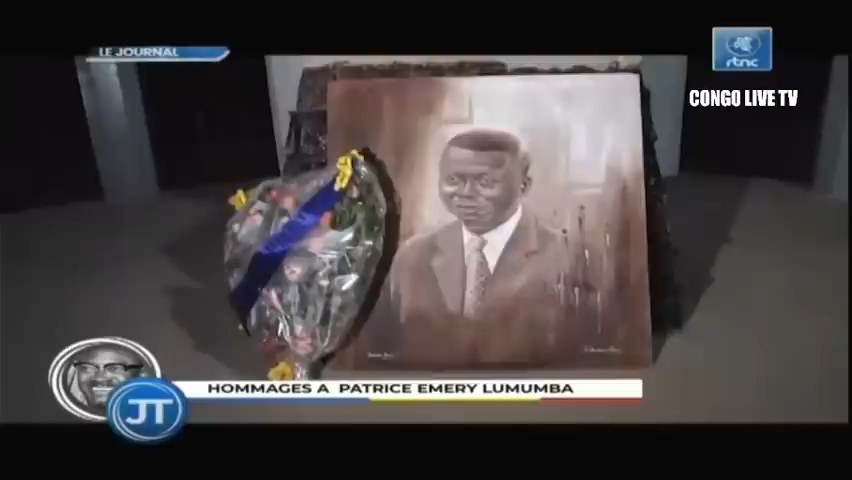 LE JOURNAL
rtnc
CONGO LIVE TV
HOMMAGES A PATRICE EMERY LUMUMBA
JT